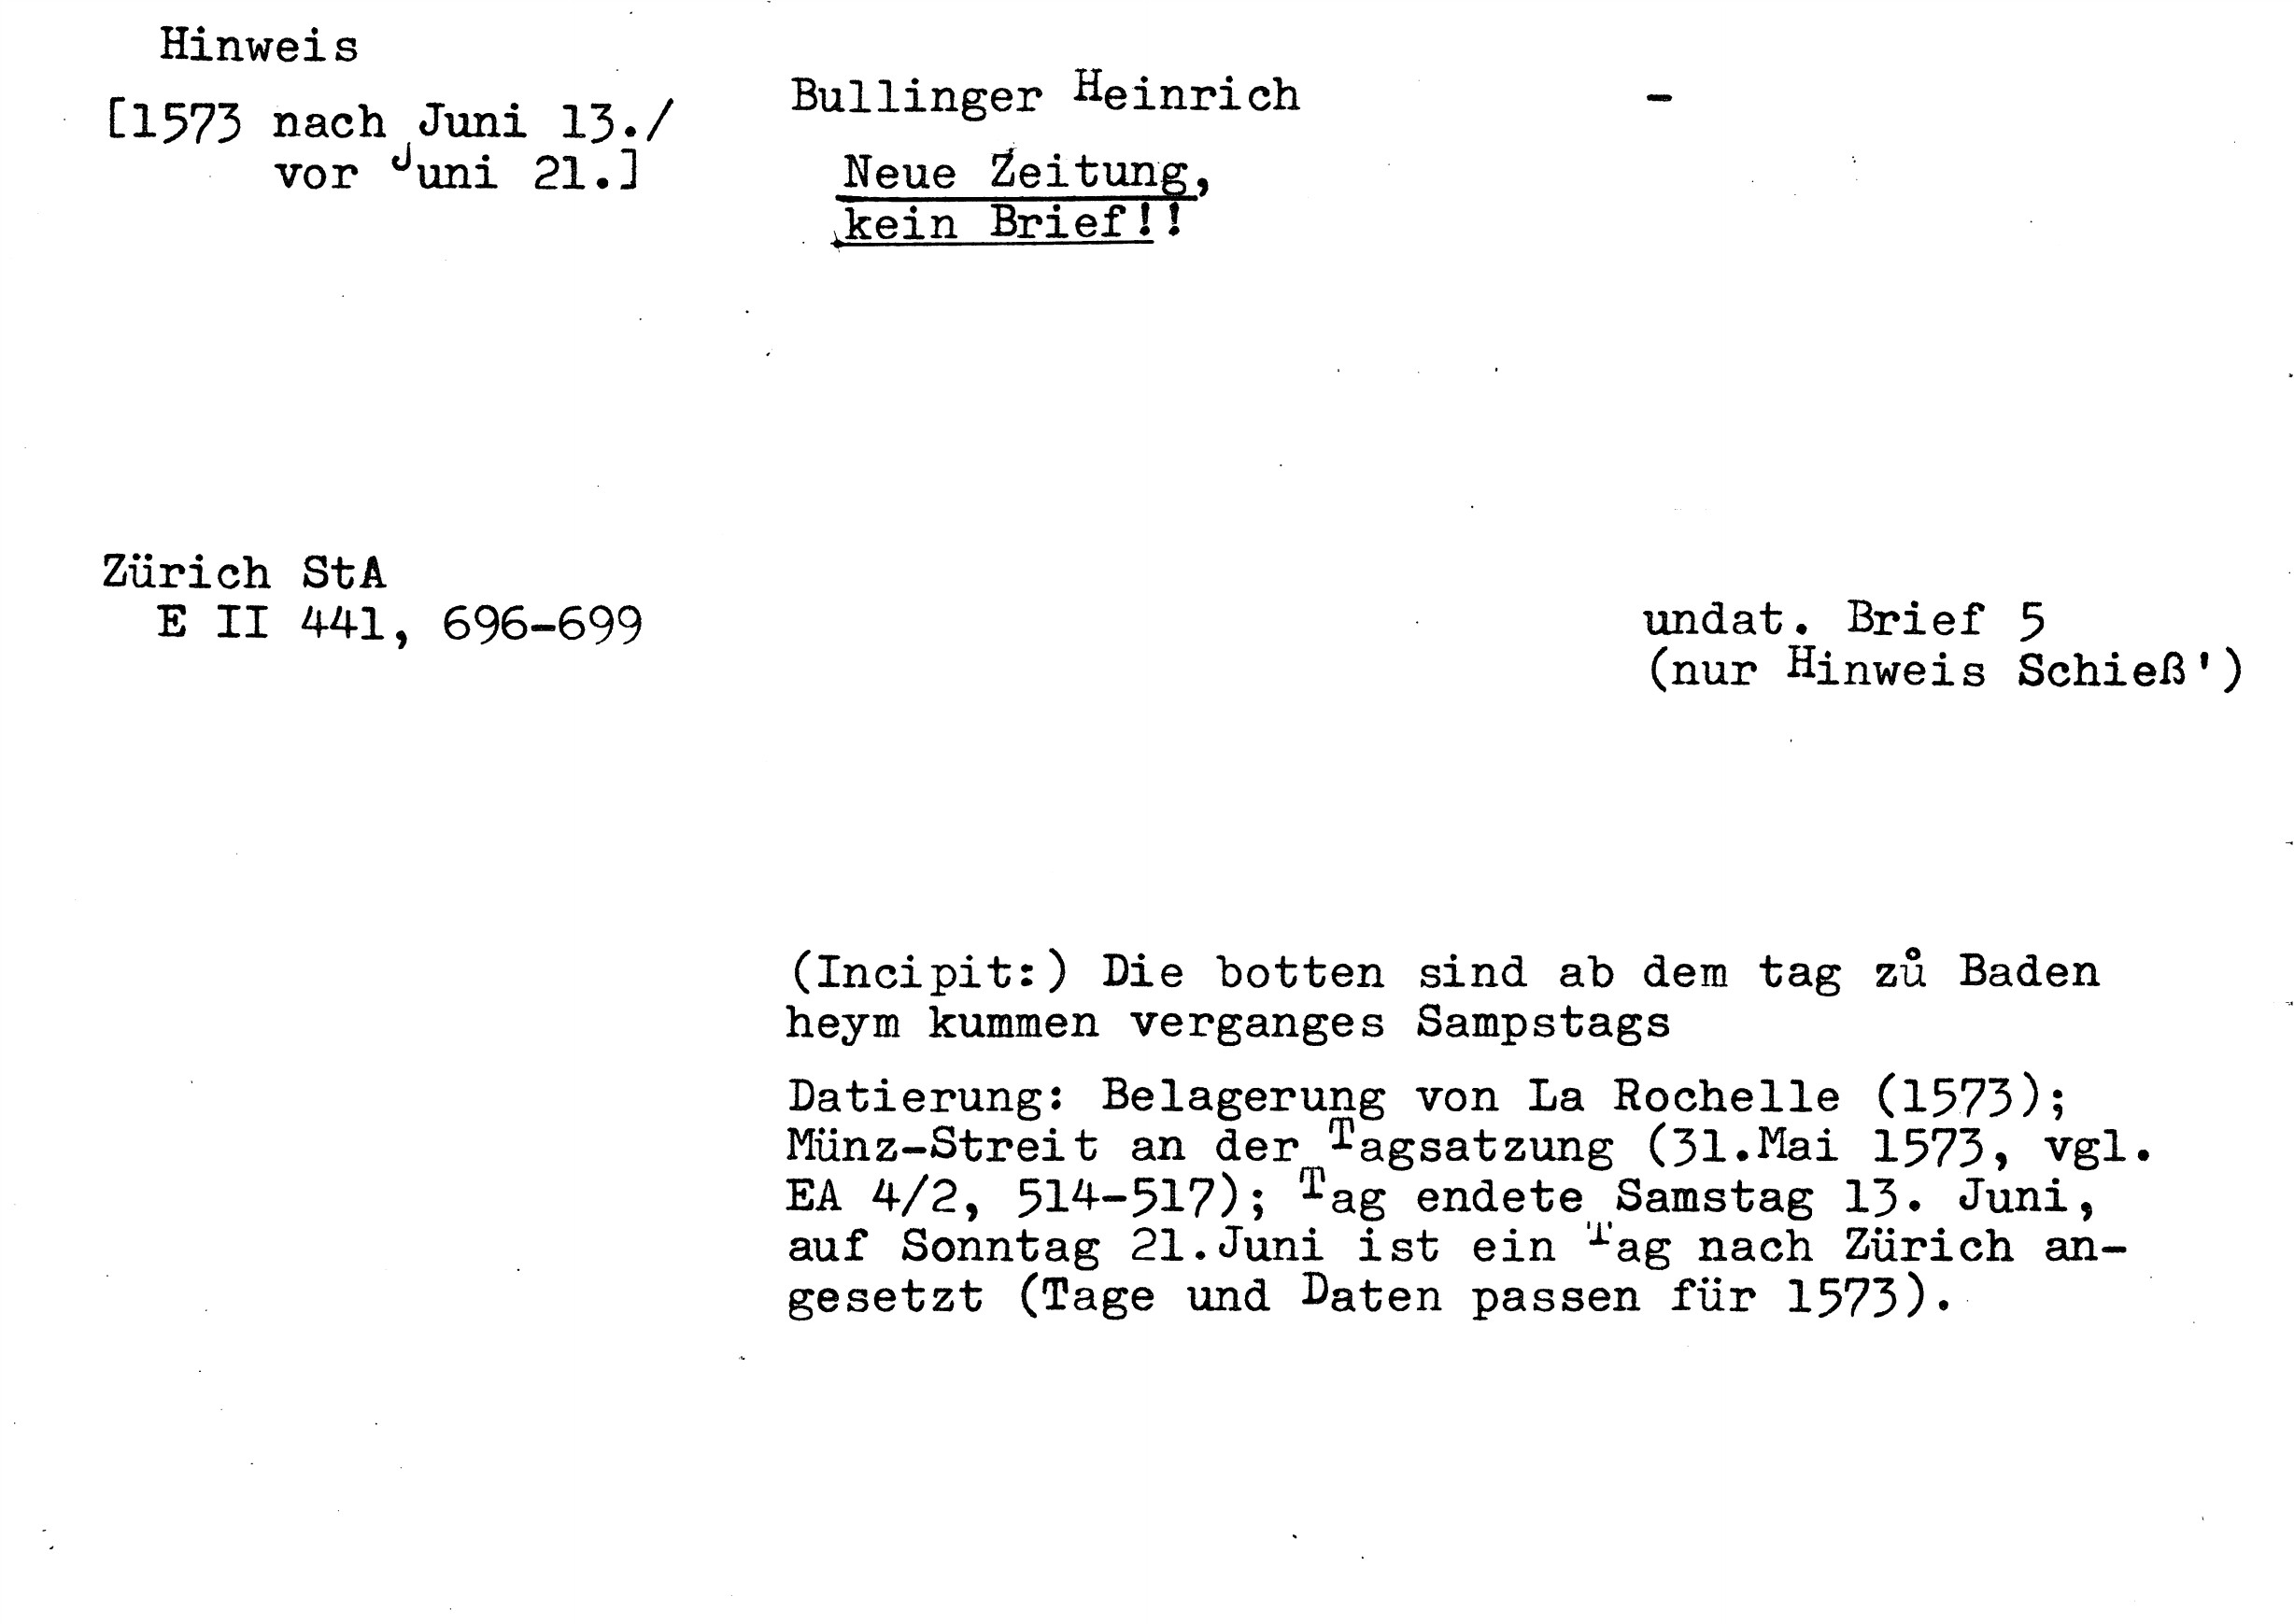 Hinweis
[1573 nach Juni 13./
vor Juni 21.]
Bullinger Heinrich
-
Neue Zeitung,
kein Brief!!
Zürich StA
E II 441, 696-699
undat. Brief 5
(nur Hinweis Schieß')
(Incipit:) Die botten sind ab dem tag zů Baden
heym kummen verganges Sampstags
Datierung: Belagerung von La Rochelle (1573);
Münz-Streit an der Tagsatzung (31.Mai 1573, vgl.
EA 4/2, 514-517); Tag endete Samstag 13. Juni,
auf Sonntag 21.Juni ist ein Tag nach Zürich an-
gesetzt (Tage und Daten passen für 1573).